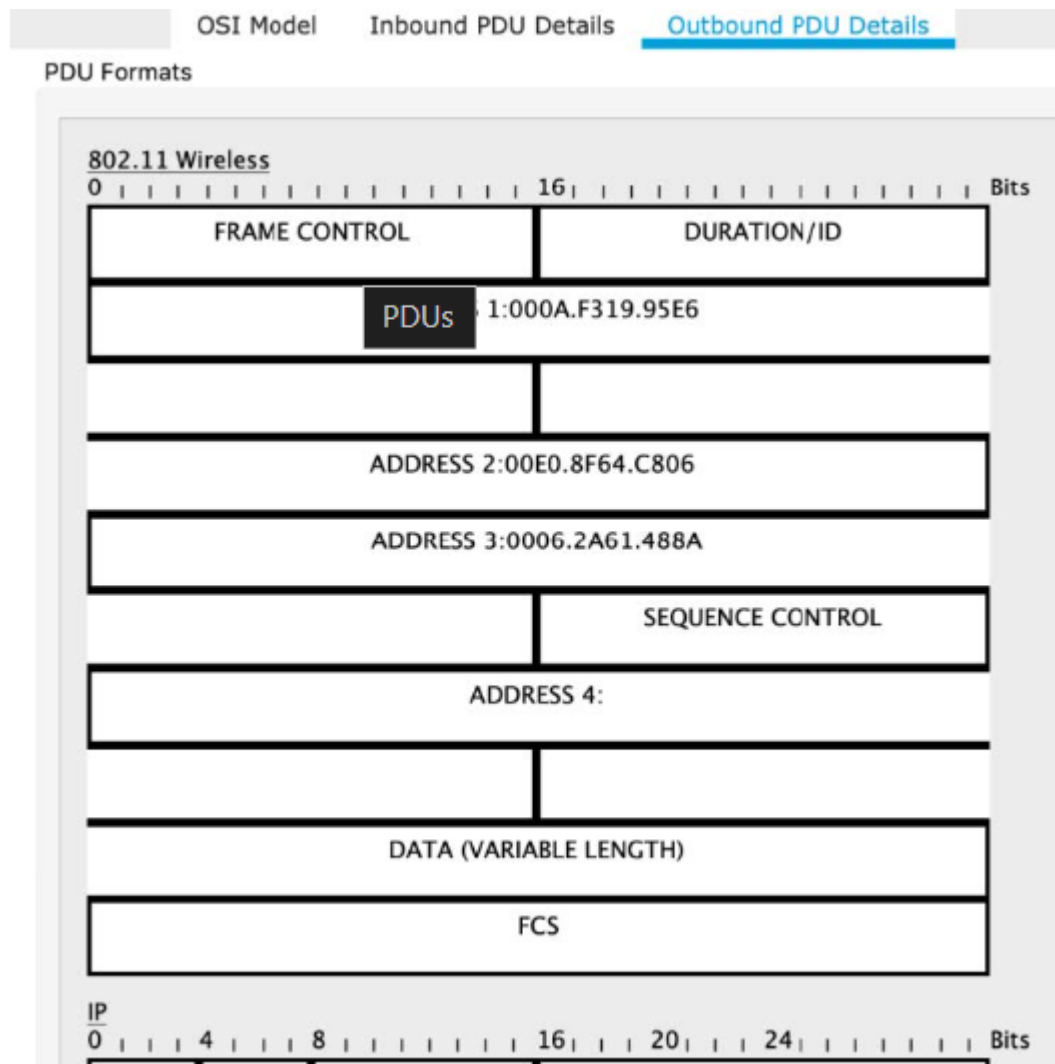 OSI Model Inbound PDU Details Outbound PDU Details
PDU Formats
802.11 Wireless
0 16 Bits
FRAME CONTROL DURATION/ID
PDUs 1:000A.F319.95E6
ADDRESS 2:00E0.8F64.C806
ADDRESS 3:0006.2A61.488A
SEQUENCE CONTROL
ADDRESS 4:
DATA (VARIABLE LENGTH)
FCS
IP
0 4 8 16 20 24 Bits